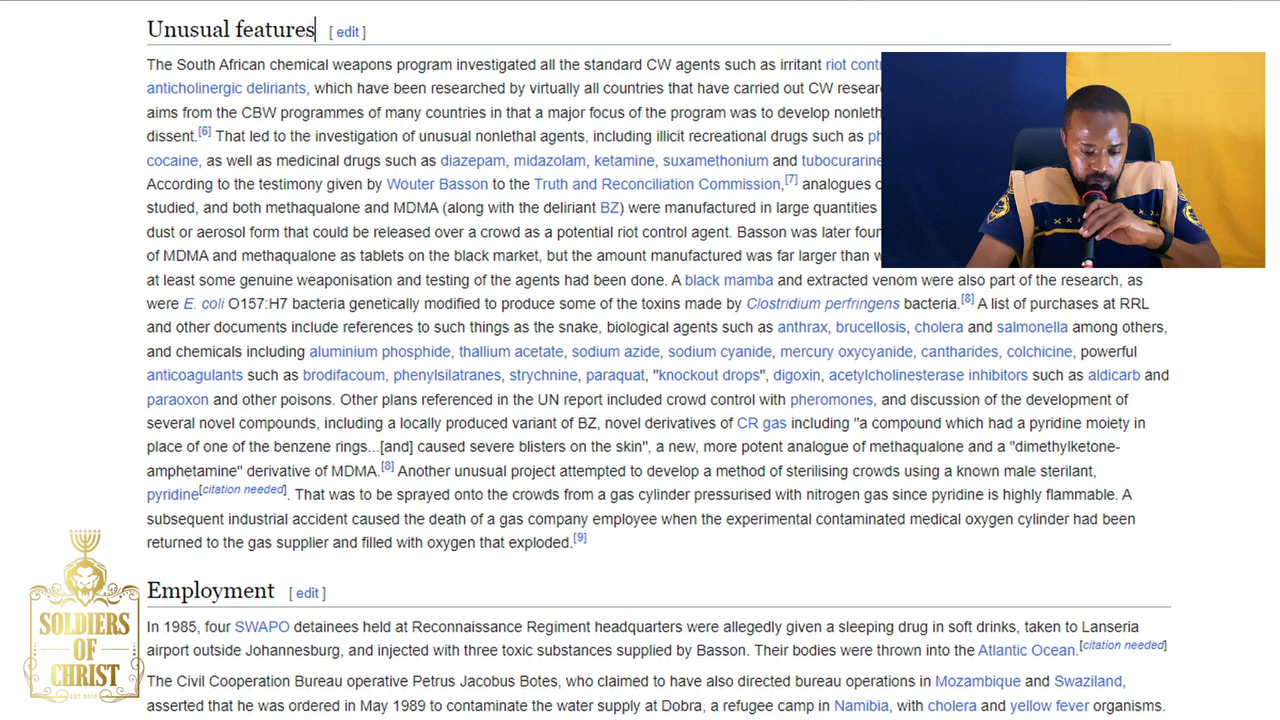 Unusual features [ edit ]
The South African chemical weapons program investigated all the standard CW agents such as irritant riot cont
anticholinergic deliriants, which have been researched by virtually all countries that have carried out CW resear
aims from the CBW programmes of many countries in that a major focus of the program was to develop nonleth
dissent.[6] That led to the investigation of unusual nonlethal agents, including illicit recreational drugs such as ph
cocaine, as well as medicinal drugs such as diazepam, midazolam, ketamine, suxamethonium and tubocurarine
According to the testimony given by Wouter Basson to the Truth and Reconciliation Commission,[7] analogues o
studied, and both methaqualone and MDMA (along with the deliriant BZ) were manufactured in large quantities
dust or aerosol form that could be released over a crowd as a potential riot control agent. Basson was later foun
of MDMA and methaqualone as tablets on the black market, but the amount manufactured was far larger than w
at least some genuine weaponisation and testing of the agents had been done. A black mamba and extracted venom were also part of the research, as
were E. coli O157:H7 bacteria genetically modified to produce some of the toxins made by Clostridium perfringens bacteria.[8] A list of purchases at RRL
and other documents include references to such things as the snake, biological agents such as anthrax, brucellosis, cholera and salmonella among others,
and chemicals including aluminium phosphide, thallium acetate, sodium azide, sodium cyanide, mercury oxycyanide, cantharides, colchicine, powerful
anticoagulants such as brodifacoum, phenylsilatranes, strychnine, paraquat, "knockout drops", digoxin, acetylcholinesterase inhibitors such as aldicarb and
paraoxon and other poisons. Other plans referenced in the UN report included crowd control with pheromones, and discussion of the development of
several novel compounds, including a locally produced variant of BZ, novel derivatives of CR gas including "a compound which had a pyridine moiety in
place of one of the benzene rings...[and] caused severe blisters on the skin", a new, more potent analogue of methaqualone and a "dimethylketone-
amphetamine" derivative of MDMA.[8] Another unusual project attempted to develop a method of sterilising crowds using a known male sterilant,
pyridine[citation needed]. That was to be sprayed onto the crowds from a gas cylinder pressurised with nitrogen gas since pyridine is highly flammable. A
subsequent industrial accident caused the death of a gas company employee when the experimental contaminated medical oxygen cylinder had been
returned to the gas supplier and filled with oxygen that exploded.[9]
Employment [ edit ]
In 1985, four SWAPO detainees held at Reconnaissance Regiment headquarters were allegedly given a sleeping drug in soft drinks, taken to Lanseria
airport outside Johannesburg, and injected with three toxic substances supplied by Basson. Their bodies were thrown into the Atlantic Ocean.[citation needed]
The Civil Cooperation Bureau operative Petrus Jacobus Botes, who claimed to have also directed bureau operations in Mozambique and Swaziland,
asserted that he was ordered in May 1989 to contaminate the water supply at Dobra, a refugee camp in Namibia, with cholera and yellow fever organisms.
SOLDIERS
OF
CHRIST